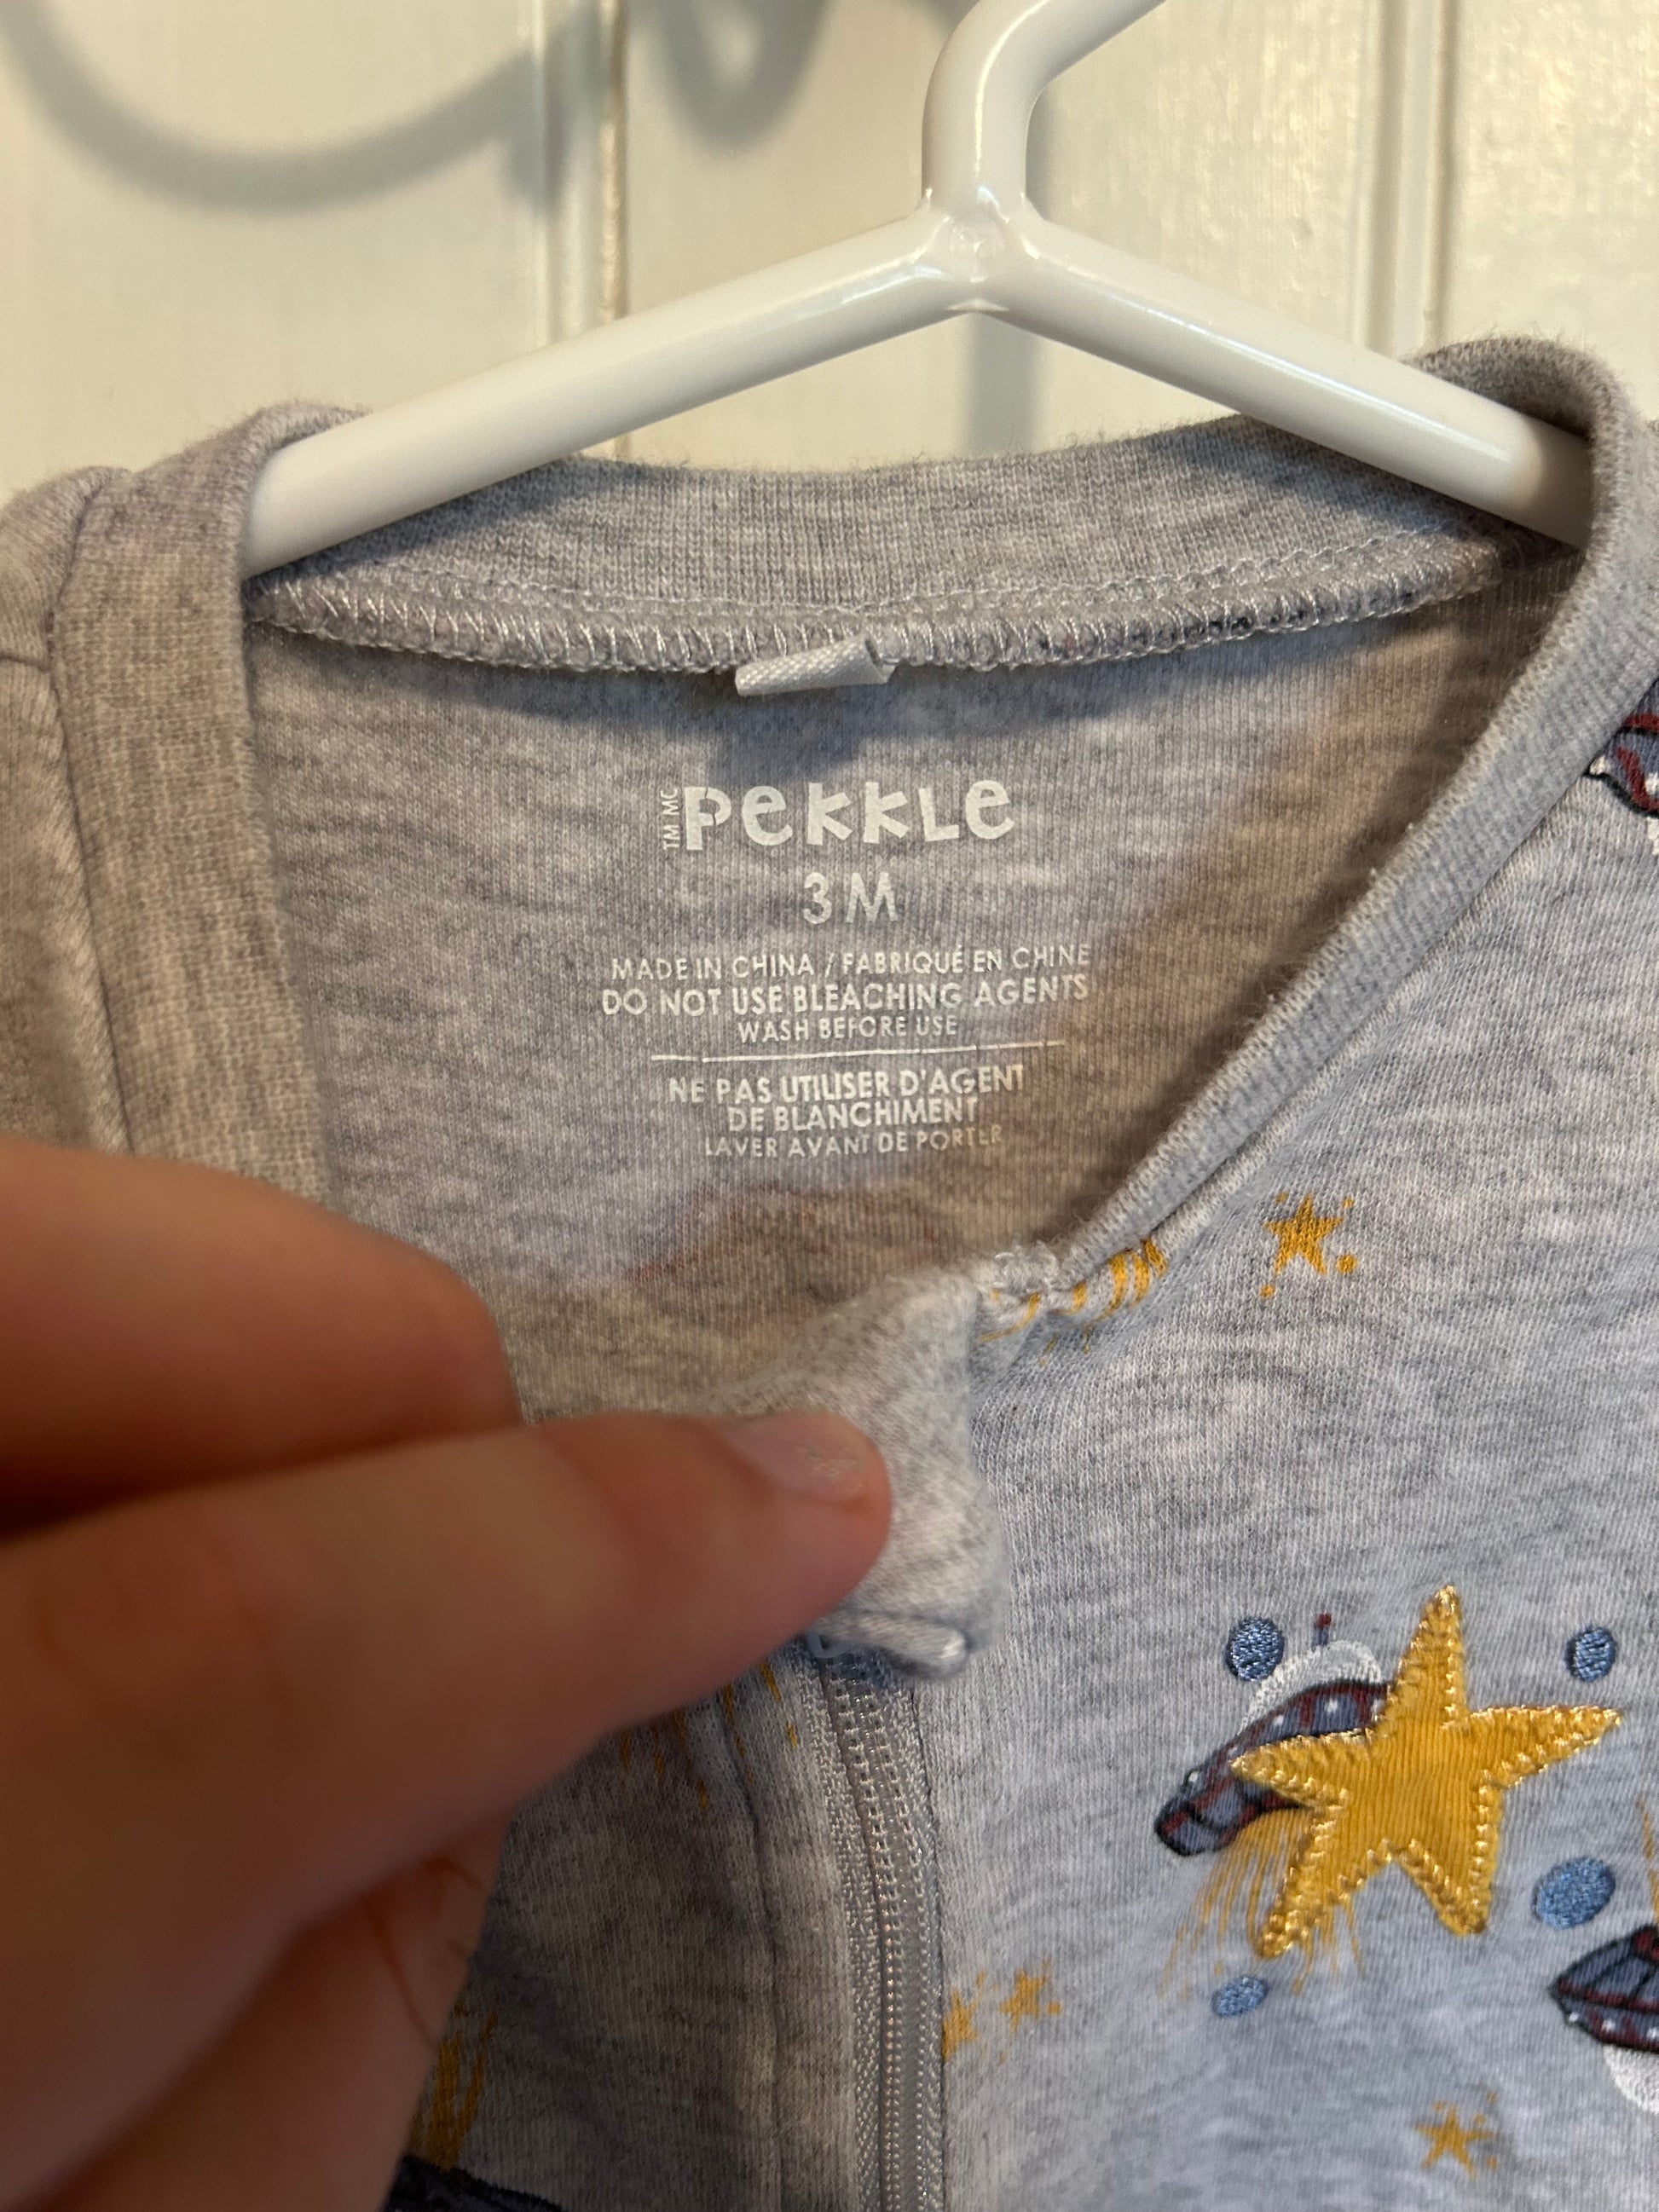 TM MC pekkle
3M
MADE IN CHINA / FABRIQUÉ EN CHINE
DO NOT USE BLEACHING AGENTS
WASH BEFORE USE
NE PAS UTILISER D'AGENT
DE BLANCHIMENT
LAVER AVANT DE PORTER